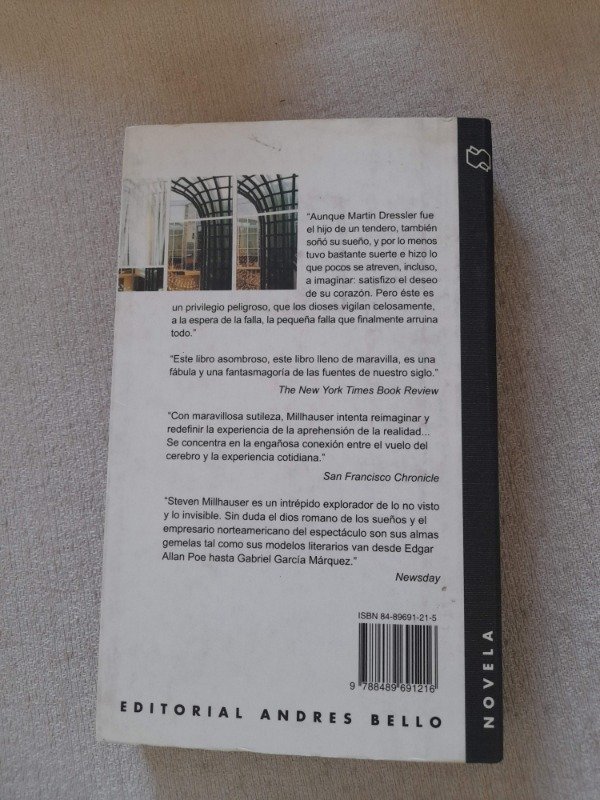 “Aunque Martin Dressler fue
el hijo de un tendero, también
soñó su sueño, y por lo menos
tuvo bastante suerte e hizo lo
que pocos se atreven, incluso,
a imaginar: satisfizo el deseo
de su corazón. Pero éste es
un privilegio peligroso, que los dioses vigilan celosamente,
a la espera de la falla, la pequeña falla que finalmente arruina
todo.”
“Este libro asombroso, este libro lleno de maravilla, es una
fábula y una fantasmagoría de las fuentes de nuestro siglo.”
The New York Times Book Review
“Con maravillosa sutileza, Millhauser intenta reimaginar y
redefinir la experiencia de la aprehensión de la realidad...
Se concentra en la engañosa conexión entre el vuelo del
cerebro y la experiencia cotidiana.”
San Francisco Chronicle
“Steven Millhauser es un intrépido explorador de lo no visto
y lo invisible. Sin duda el dios romano de los sueños y el
empresario norteamericano del espectáculo son sus almas
gemelas tal como sus modelos literarios van desde Edgar
Allan Poe hasta Gabriel García Márquez.”
Newsday
ISBN 84-89691-21-5
9 788489 691216
EDITORIAL ANDRES BELLO
NOVELA